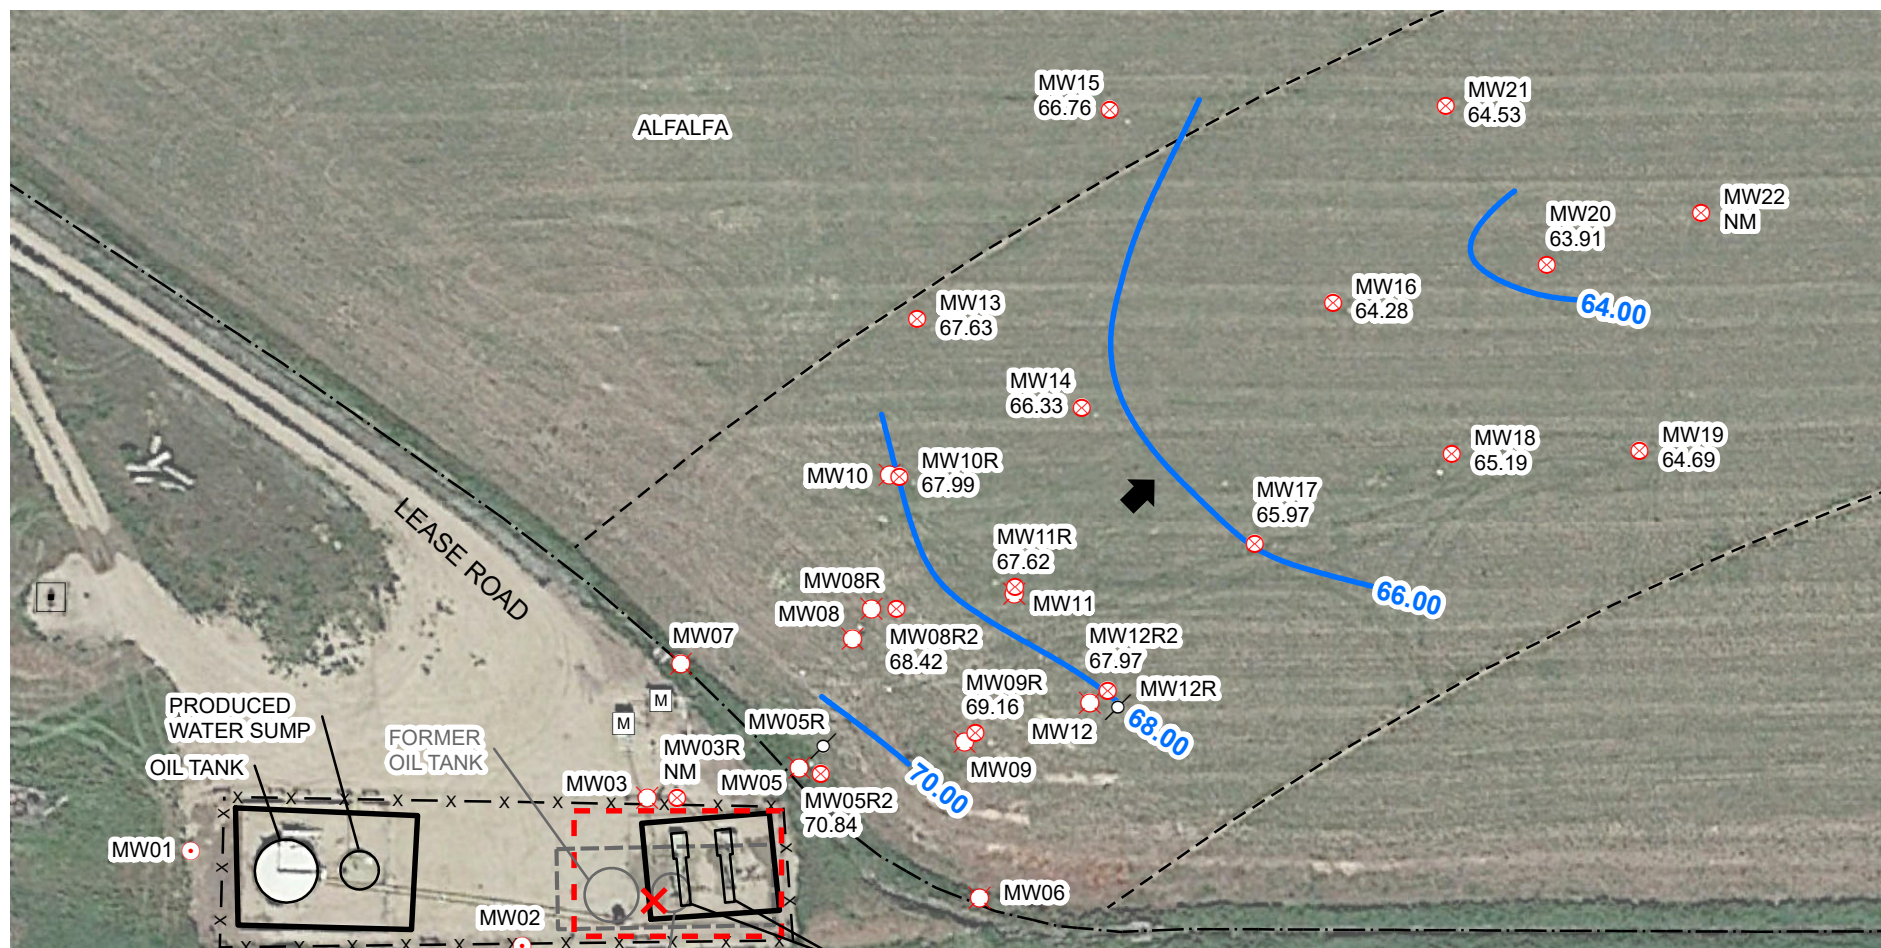 MW15
66.76
ALFALFA
MW21
64.53
MW22
NM
MW20
63.91
MW16
64.28
64.00
MW13
67.63
MW14
66.33
MW18
65.19
MW19
64.69
MW10
MW10R
67.99
MW17
65.97
LEASE ROAD
MW11R
67.62
MW11
66.00
MW08R
MW08
MW08R2
68.42
MW12R2
67.97
MW12R
MW07
MW09R
69.16
MW12
68.00
M
M
PRODUCED
WATER SUMP
OIL TANK
FORMER
OIL TANK
MW05R
MW03R
NM
MW03
MW05
MW09
70.00
MW05R2
70.84
MW01
MW02
MW06
X X X X X X X X X X
X X X X X X
X X X X X X X X X X